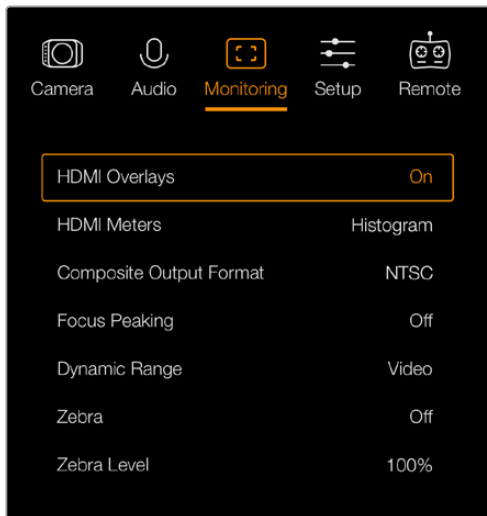 Camera Audio Monitoring Setup Remote
HDMI Overlays On
HDMI Meters Histogram
Composite Output Format NTSC
Focus Peaking Off
Dynamic Range Video
Zebra Off
Zebra Level 100%